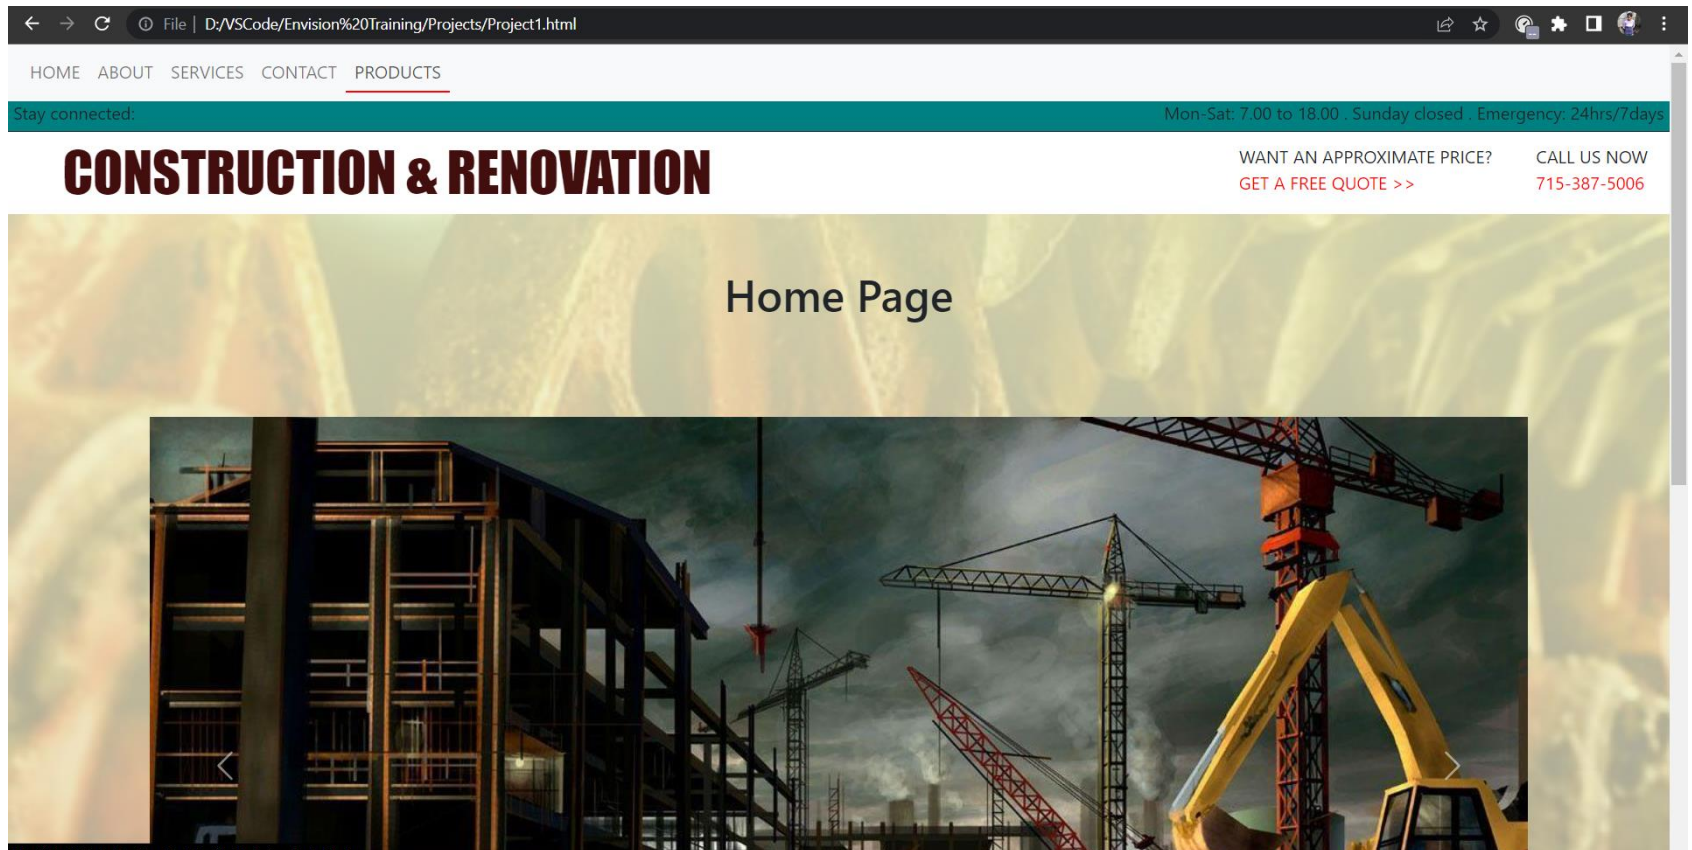 File | D:/VSCode/Envision%20Training/Projects/Project1.html
HOME ABOUT SERVICES CONTACT PRODUCTS
Stay connected: Mon-Sat: 7.00 to 18.00 . Sunday closed . Emergency: 24hrs/7days
CONSTRUCTION & RENOVATION
WANT AN APPROXIMATE PRICE? CALL US NOW
GET A FREE QUOTE >> 715-387-5006
Home Page